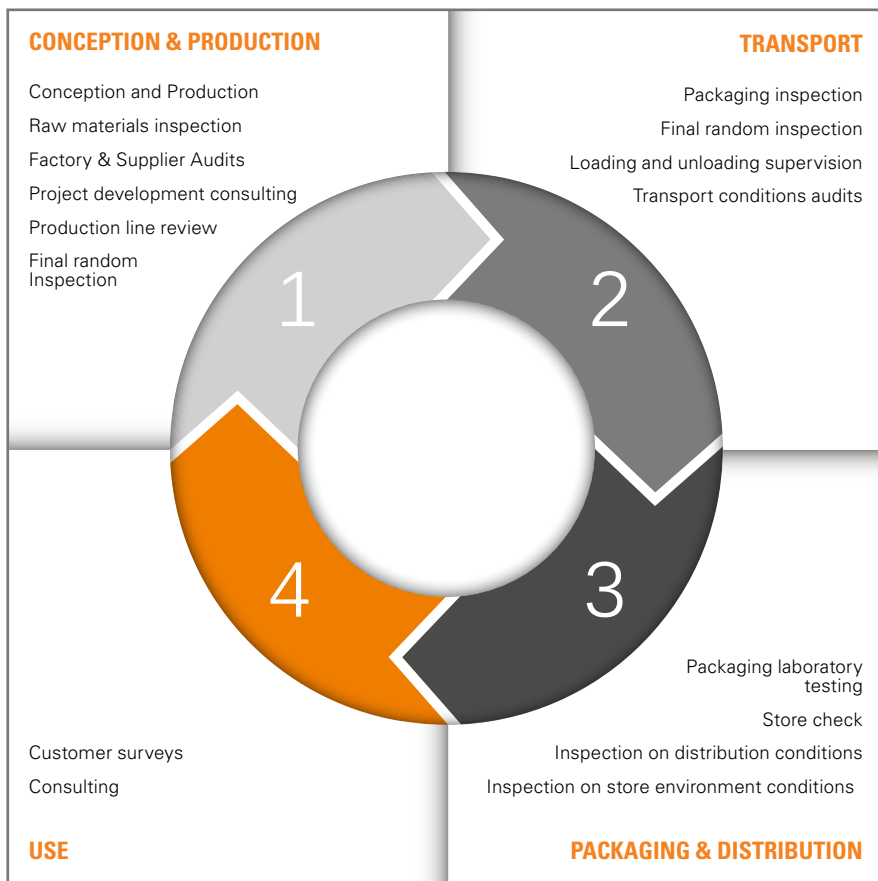 CONCEPTION & PRODUCTION
Conception and Production
Raw materials inspection
Factory & Supplier Audits
Project development consulting
Production line review
Final random
Inspection
1
TRANSPORT
Packaging inspection
Final random inspection
Loading and unloading supervision
Transport conditions audits
2
3
Packaging laboratory
testing
Store check
Inspection on distribution conditions
Inspection on store environment conditions
PACKAGING & DISTRIBUTION
4
Customer surveys
Consulting
USE